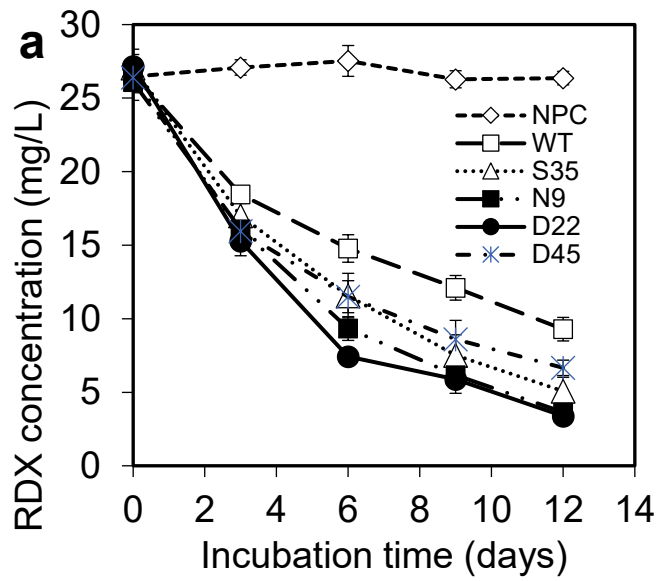 a
RDX concentration (mg/L)
30
25
20
15
10
5
0
NPC
WT
S35
N9
D22
D45
0 2 4 6 8 10 12 14
Incubation time (days)